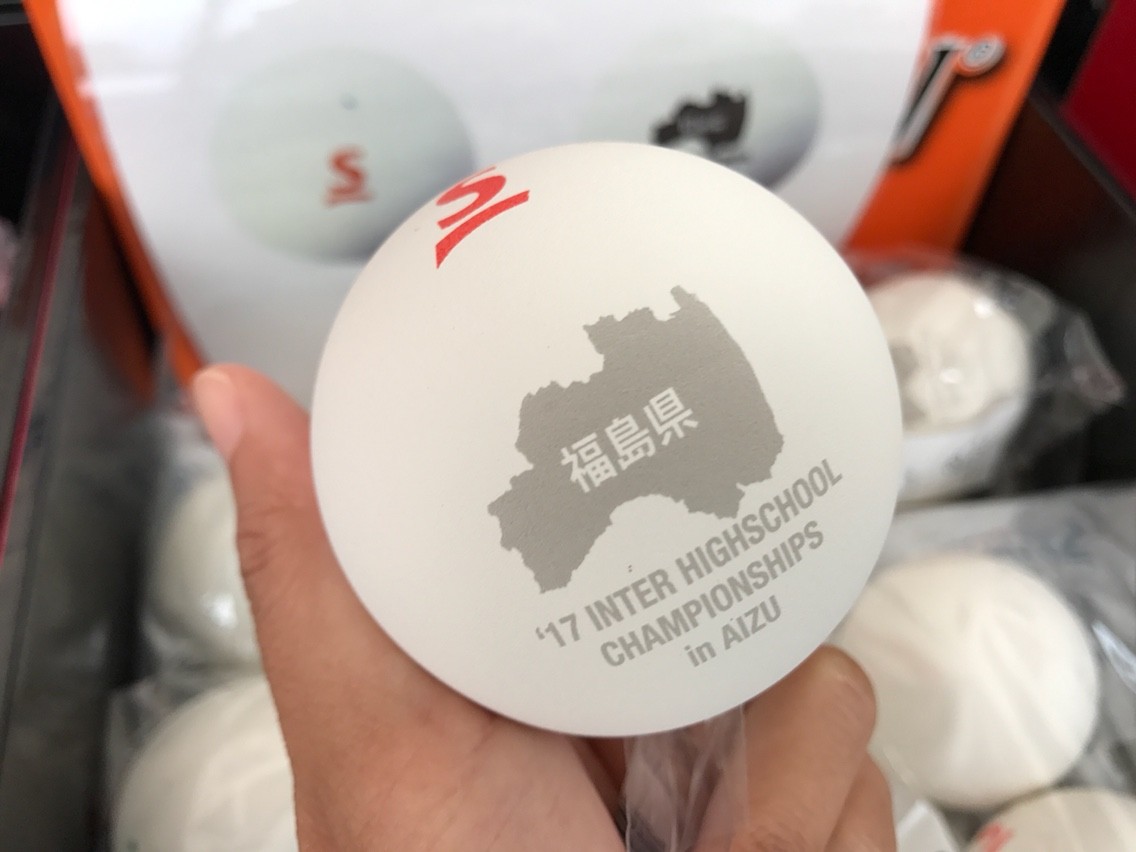 S
S
福島県
'17 INTER HIGHSCHOOL
CHAMPIONSHIPS
in AIZU